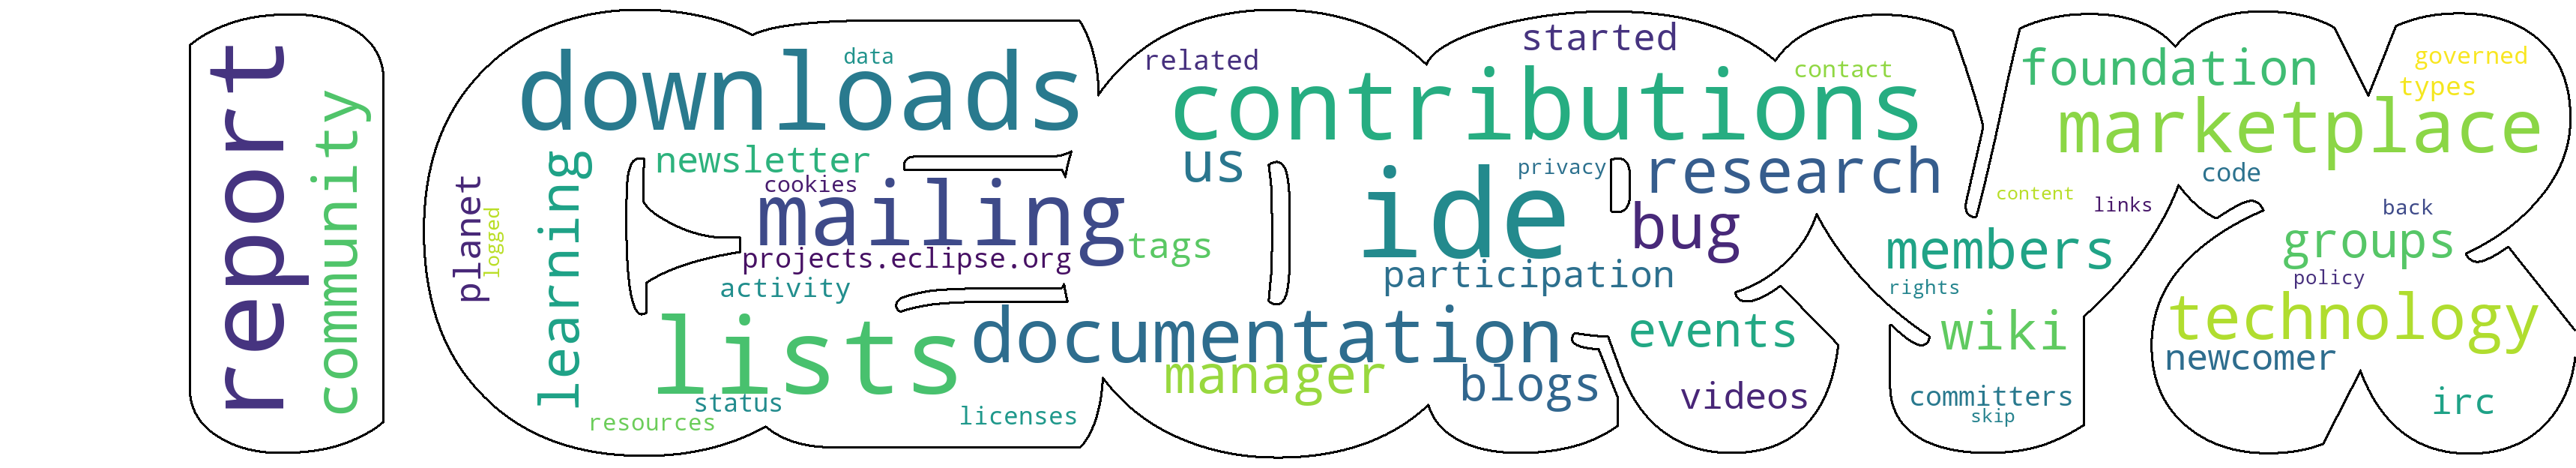 report
community
downloads
data
planet
logged
learning
newsletter
cookies
mailing
projects.eclipse.org
activity
lists
status
resources
licenses
related
started
contact
contributions
us
privacy
research
ide
bug
tags
participation
documentation
manager
blogs
events
videos
foundation
governed
types
marketplace
code
content
links
back
members
groups
rights
policy
wiki
technology
newcomer
committers
skip
irc